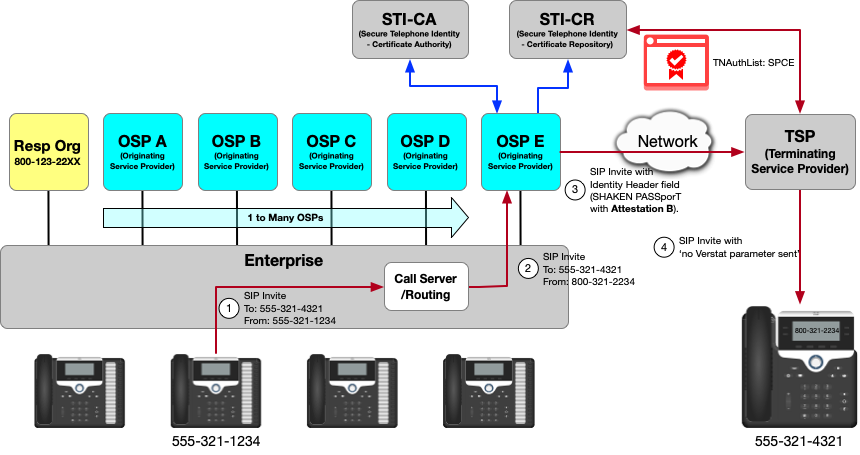 STI-CA
(Secure Telephone Identity
- Certificate Authority)
STI-CR
(Secure Telephone Identity
- Certificate Repository)
TNAuthList: SPCE
Resp Org
800-123-22XX
OSP A
(Originating
Service Provider)
OSP B
(Originating
Service Provider)
OSP C
(Originating
Service Provider)
OSP D
(Originating
Service Provider)
OSP E
(Originating
Service Provider)
Network
TSP
(Terminating
Service Provider)
3
SIP Invite with
Identity Header field
(SHAKEN PASSporT
with Attestation B).
1 to Many OSPs
4
SIP Invite with
‘no Verstat parameter sent’
Enterprise
2
SIP Invite
To: 555-321-4321
From: 800-321-2234
Call Server
/Routing
1
SIP Invite
To: 555-321-4321
From: 555-321-1234
800-321-2234
555-321-1234
555-321-4321